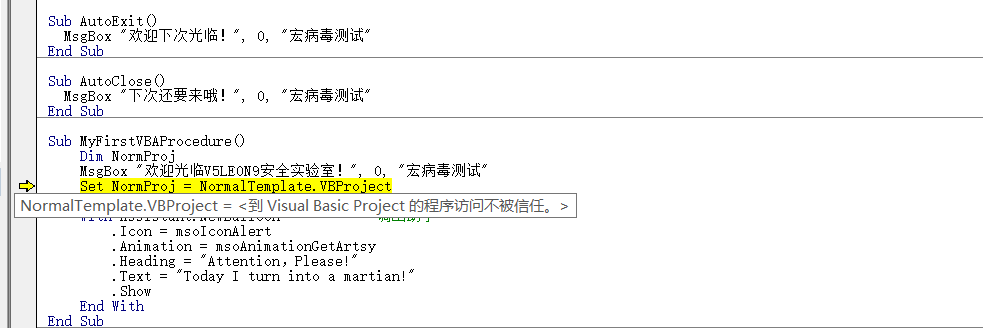 Sub AutoExit()
MsgBox "欢迎下次光临！", 0, "宏病毒测试"
End Sub
Sub AutoClose()
MsgBox "下次还要来哦！", 0, "宏病毒测试"
End Sub
Sub MyFirstVBAProcedure()
Dim NormProj
MsgBox "欢迎光临V5LEON9安全实验室！", 0, "宏病毒测试"
Set NormProj = NormalTemplate.VBProject
NormalTemplate.VBProject = <到 Visual Basic Project 的程序访问不被信任。>
With Assistant.NewBalloon
.Icon = msoIconAlert
.Animation = msoAnimationGetArtsy
.Heading = "Attention, Please!"
.Text = "Today I turn into a martian!"
.Show
End With
End Sub